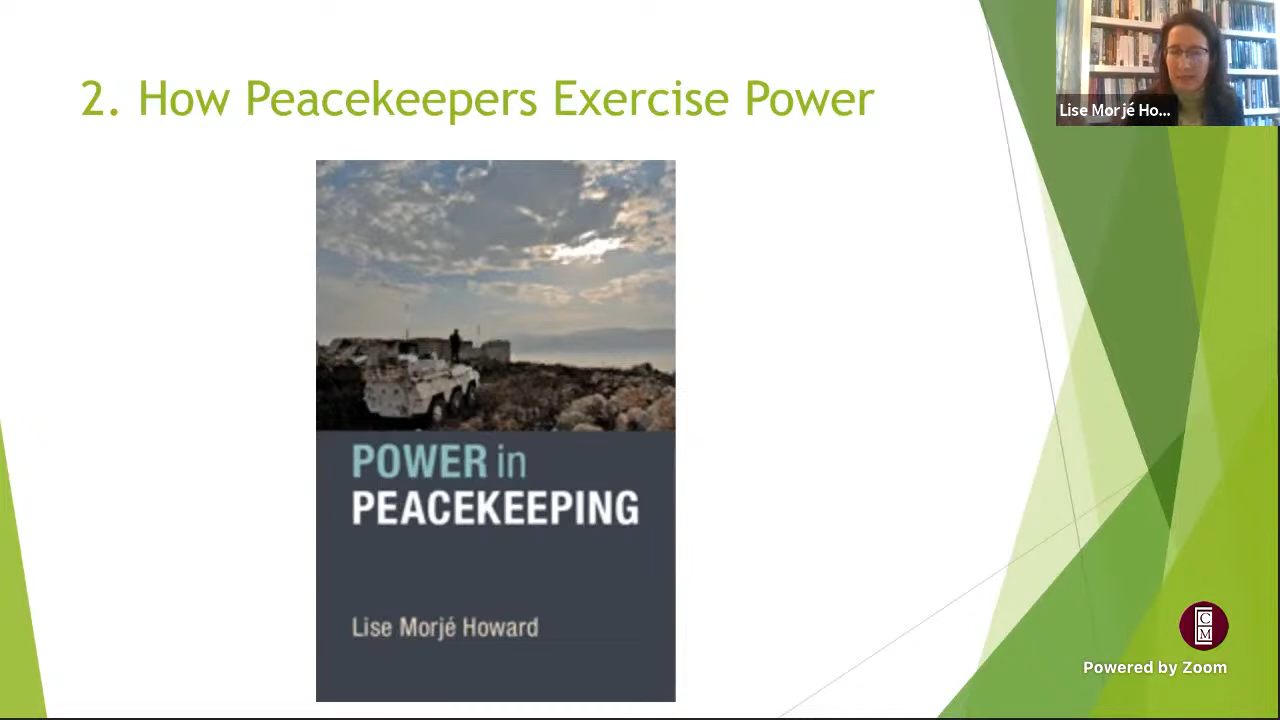 2. How Peacekeepers Exercise Power
Lise Morjé Ho...
POWER in
PEACEKEEPING
Lise Morjé Howard
C
M
Powered by Zoom